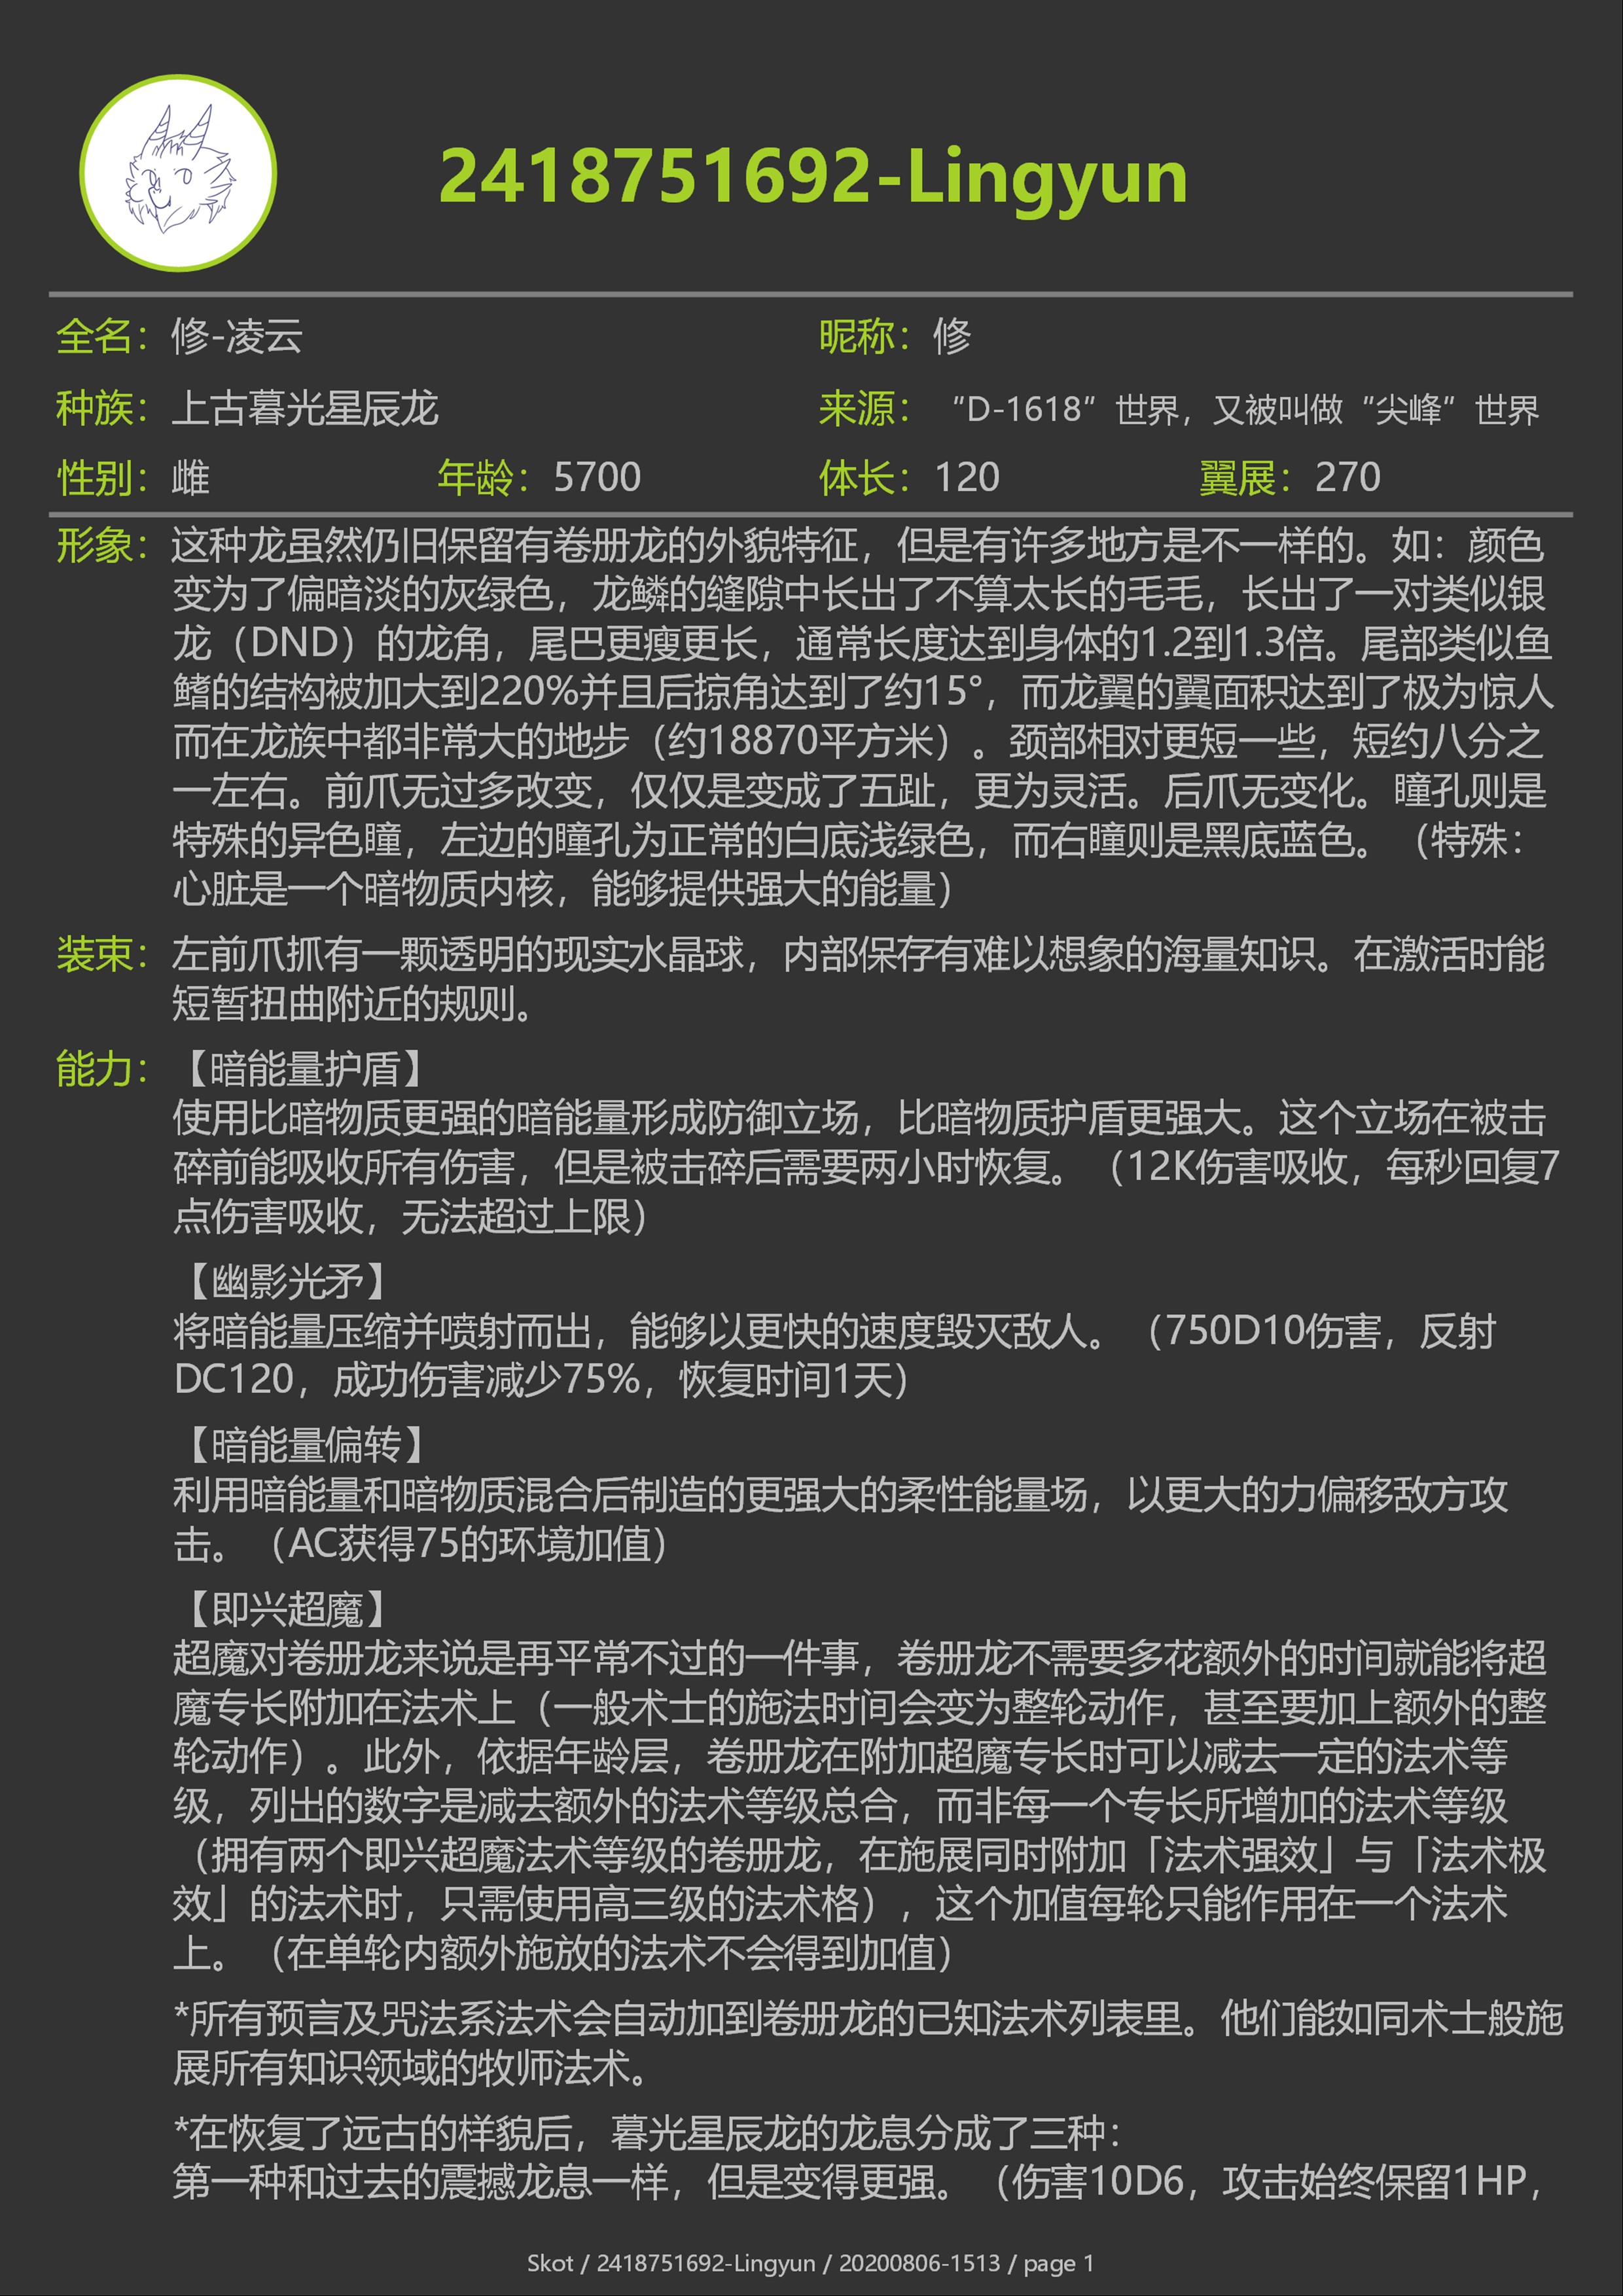 2418751692-Lingyun
全名：修-凌云 昵称：修
种族：上古暮光星辰龙 来源：“D-1618”世界，又被叫做“尖峰”世界
性别：雌 年龄：5700 体长：120 翼展：270
形象：这种龙虽然仍旧保留有卷册龙的外貌特征，但是有许多地方是不一样的。如：颜色
变为了偏暗淡的灰绿色，龙鳞的缝隙中长出了不算太长的毛毛，长出了一对类似银
龙（DND）的龙角，尾巴更瘦更长，通常长度达到身体的1.2到1.3倍。尾部类似鱼
鳍的结构被加大到220%并且后掠角达到了约15°，而龙翼的翼面积达到了极为惊人
而在龙族中都非常大的地步（约18870平方米）。颈部相对更短一些，短约八分之
一左右。前爪无过多改变，仅仅是变成了五趾，更为灵活。后爪无变化。瞳孔则是
特殊的异色瞳，左边的瞳孔为正常的白底浅绿色，而右瞳则是黑底蓝色。（特殊：
心脏是一个暗物质内核，能够提供强大的能量）
装束：左前爪抓有一颗透明的现实水晶球，内部保存有难以想象的海量知识。在激活时能
短暂扭曲附近的规则。
能力：【暗能量护盾】
使用比暗物质更强的暗能量形成防御立场，比暗物质护盾更强大。这个立场在被击
碎前能吸收所有伤害，但是被击碎后需要两小时恢复。（12K伤害吸收，每秒回复7
点伤害吸收，无法超过上限）
【幽影光矛】
将暗能量压缩并喷射而出，能够以更快的速度毁灭敌人。（750D10伤害，反射
DC120，成功伤害减少75%，恢复时间1天）
【暗能量偏转】
利用暗能量和暗物质混合后制造的更强大的柔性能量场，以更大的力偏移敌方攻
击。（AC获得75的环境加值）
【即兴超魔】
超魔对卷册龙来说是再平常不过的一件事，卷册龙不需要多花额外的时间就能将超
魔专长附加在法术上（一般术士的施法时间会变为整轮动作，甚至要加上额外的整
轮动作）。此外，依据年龄层，卷册龙在附加超魔专长时可以减去一定的法术等
级，列出的数字是减去额外的法术等级总合，而非每一个专长所增加的法术等级
（拥有两个即兴超魔法术等级的卷册龙，在施展同时附加「法术强效」与「法术极
效」的法术时，只需使用高三级的法术格），这个加值每轮只能作用在一个法术
上。（在单轮内额外施放的法术不会得到加值）
*所有预言及咒法系法术会自动加到卷册龙的已知法术列表里。他们能如同术士般施
展所有知识领域的牧师法术。
*在恢复了远古的样貌后，暮光星辰龙的龙息分成了三种：
第一种和过去的震撼龙息一样，但是变得更强。（伤害10D6，攻击始终保留1HP，
Skot / 2418751692-Lingyun / 20200806-1513 / page 1